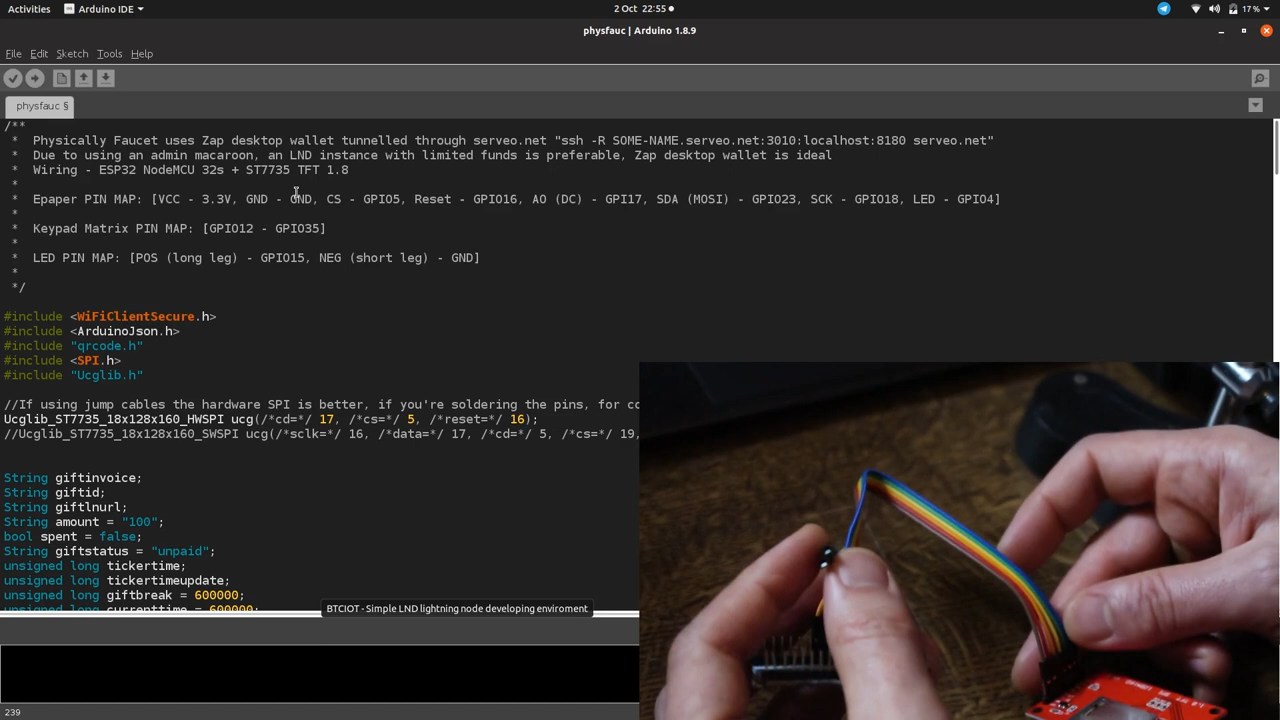 Activities
Arduino IDE
2 Oct 22:55
17 %
physfauc | Arduino 1.8.9
File Edit Sketch Tools Help
physfauc §
/**
* Physically Faucet uses Zap desktop wallet tunnelled through serveo.net "ssh -R SOME-NAME.serveo.net:3010:localhost:8180 serveo.net"
* Due to using an admin macaroon, an LND instance with limited funds is preferable, Zap desktop wallet is ideal
* Wiring - ESP32 NodeMCU 32s + ST7735 TFT 1.8
*
* Epaper PIN MAP: [VCC - 3.3V, GND - GND, CS - GPIO5, Reset - GPIO16, AO (DC) - GPI17, SDA (MOSI) - GPIO23, SCK - GPIO18, LED - GPIO4]
*
* Keypad Matrix PIN MAP: [GPIO12 - GPIO35]
*
* LED PIN MAP: [POS (long leg) - GPIO15, NEG (short leg) - GND]
*
*/
#include <WiFiClientSecure.h>
#include <ArduinoJson.h>
#include "qrcode.h"
#include <SPI.h>
#include "Ucglib.h"
//If using jump cables the hardware SPI is better, if you're soldering the pins, for co
Ucglib_ST7735_18x128x160_HWSPI ucg(/*cd=*/ 17, /*cs=*/ 5, /*reset=*/ 16);
//Ucglib_ST7735_18x128x160_SWSPI ucg(/*sclk=*/ 16, /*data=*/ 17, /*cd=*/ 5, /*cs=*/ 19,
String giftinvoice;
String giftid;
String giftlnurl;
String amount = "100";
bool spent = false;
String giftstatus = "unpaid";
unsigned long tickertime;
unsigned long tickertimeupdate;
unsigned long giftbreak = 600000;
unsigned long currenttime = 600000;
BTCIOT - Simple LND lightning node developing enviroment
239